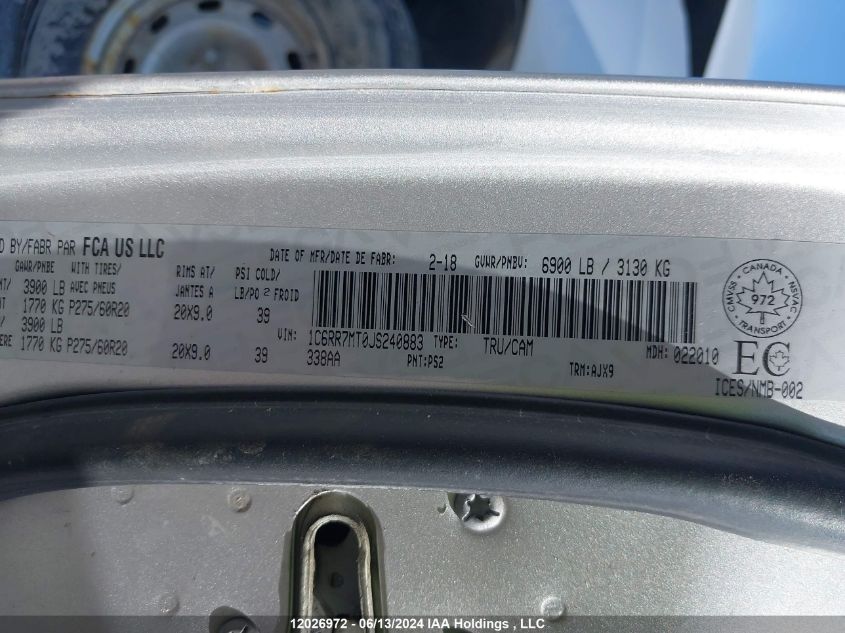 D BY/FABR PAR FCA US LLC
DATE OF MFR/DATE DE FABR: 2-18 GVWR/PNBV: 6900 LB / 3130 KG
GAWR/PNBE WITH TIRES/ RIMS AT/ PSI COLD/
NT/ 3900 LB AVEC PNEUS JANTES A LB/PO² FROID
NT 1770 KG P275/60R20 20X9.0 39
/ 3900 LB
ERE 1770 KG P275/60R20 20X9.0 39
VIN: 1C6RR7MT0JS240883 TYPE: TRU/CAM MDH: 022010
338AA PNT:PS2 TRM:AJX9
CANADA
CMVSS 972 NSVAC
TRANSPORT
EC
ICES/NMB-002
12026972 - 06/13/2024 IAA Holdings , LLC